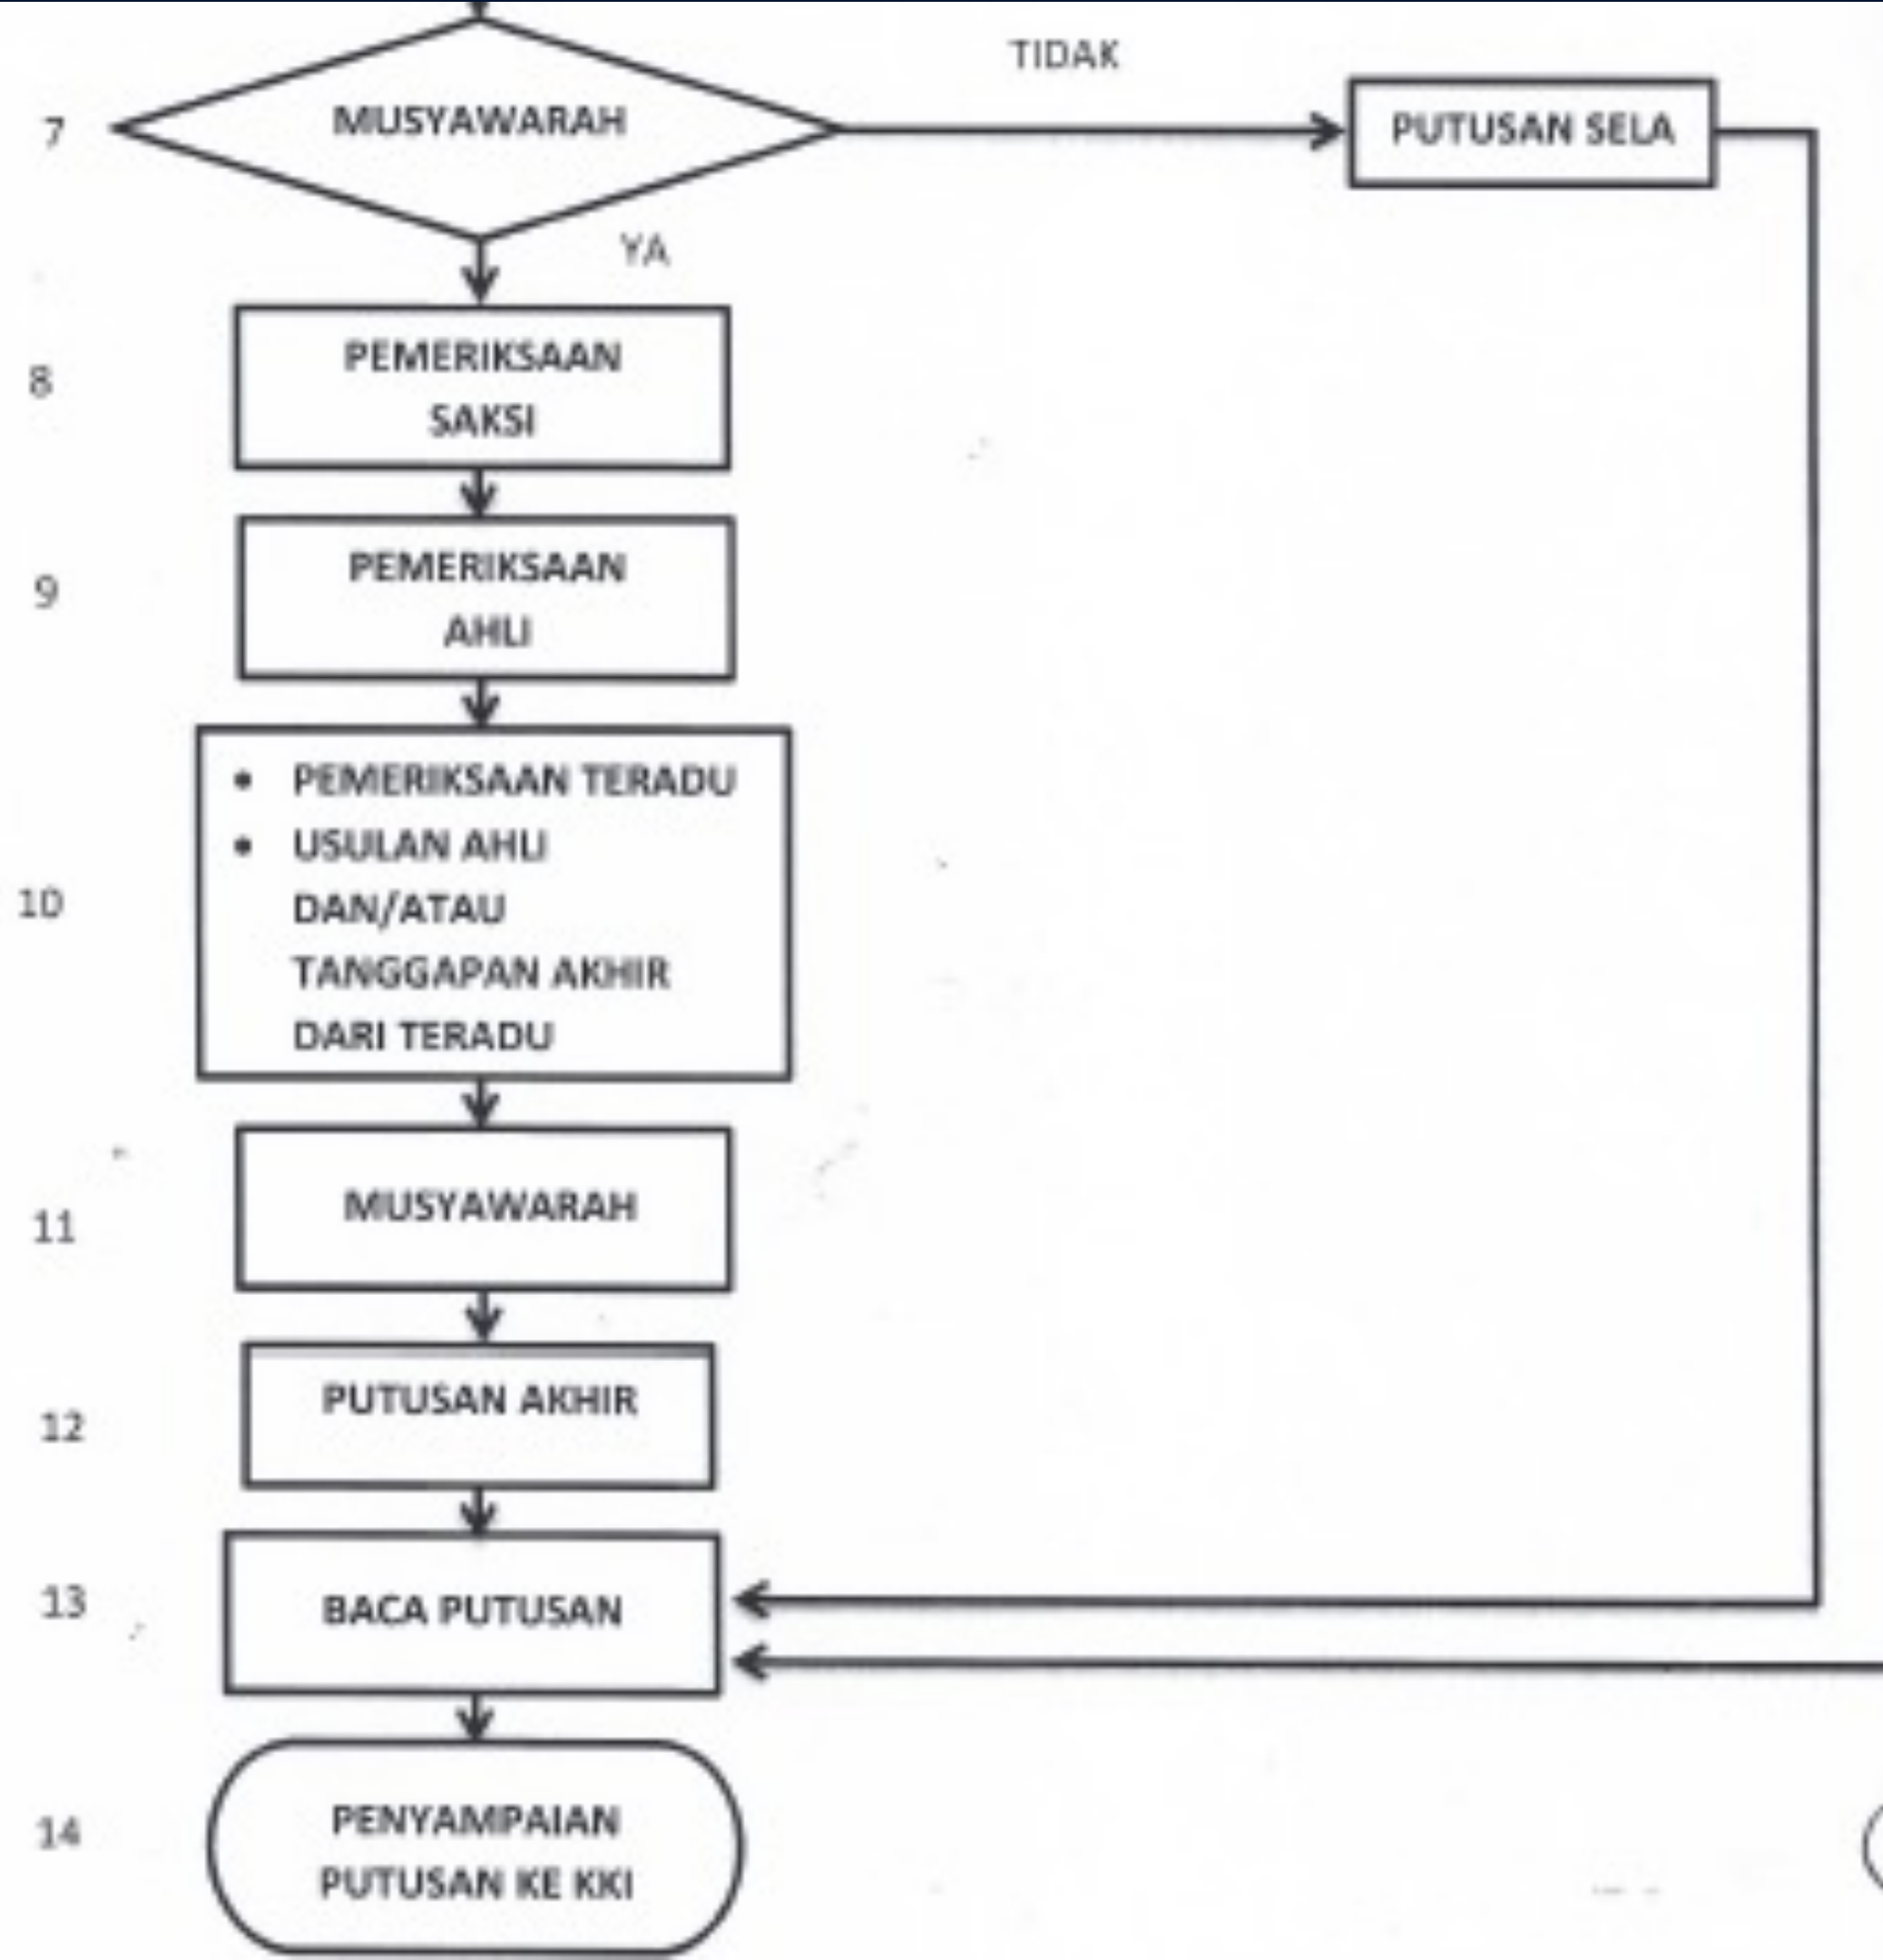 TIDAK
7
MUSYAWARAH
PUTUSAN SELA
YA
8
PEMERIKSAAN
SAKSI
9
PEMERIKSAAN
AHLI
10
• PEMERIKSAAN TERADU
• USULAN AHLI
DAN/ATAU
TANGGAPAN AKHIR
DARI TERADU
11
MUSYAWARAH
12
PUTUSAN AKHIR
13
BACA PUTUSAN
14
PENYAMPAIAN
PUTUSAN KE KKI